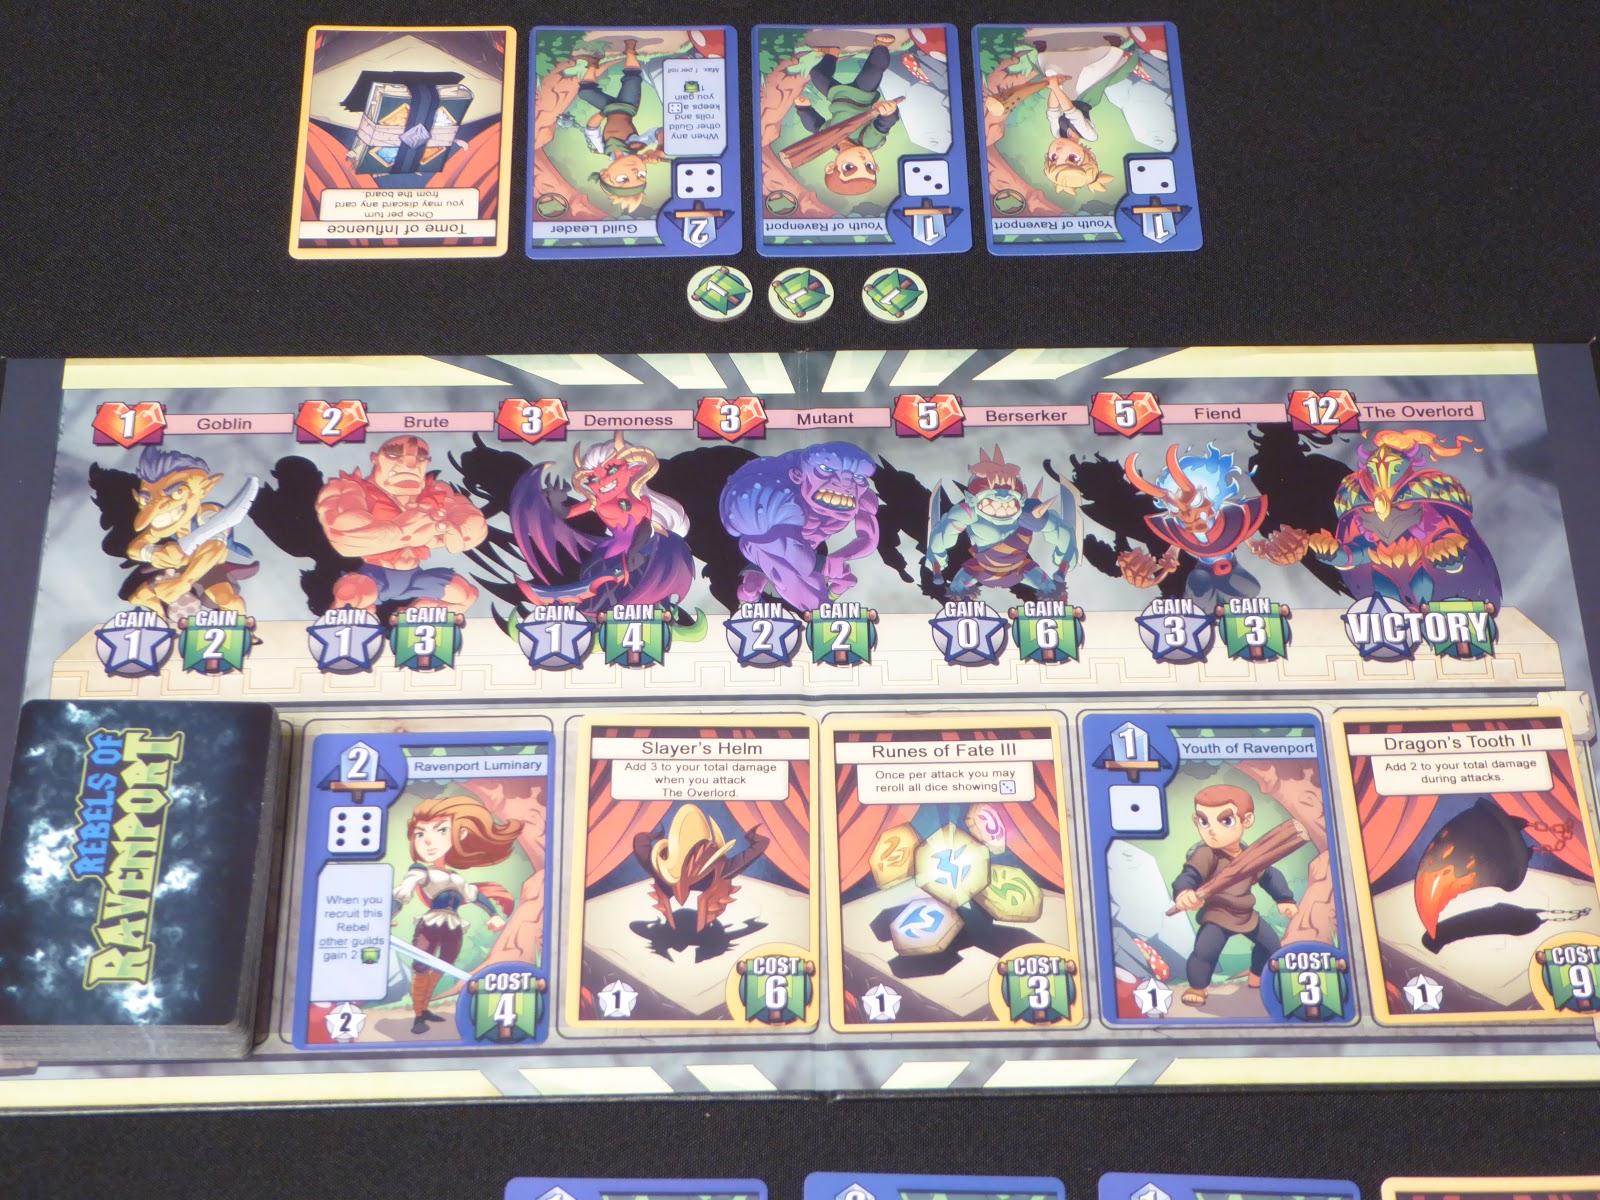 Tome of Influence
Once per turn
you may discard any card
from the board.
Guild Leader
2
When any
other Guild
rolls and
keeps a
you gain
1
Max. 1 per roll
Youth of Ravenport
1
Youth of Ravenport
1
1
1
1
1 Goblin
2 Brute
3 Demoness
3 Mutant
5 Berserker
5 Fiend
12 The Overlord
GAIN 1
GAIN 2
GAIN 1
GAIN 3
GAIN 1
GAIN 4
GAIN 2
GAIN 2
GAIN 0
GAIN 6
GAIN 3
GAIN 3
VICTORY
REBELS OF
RAVENPORT
2
Ravenport Luminary
When you
recruit this
Rebel
other guilds
gain 2
2
COST
4
Slayer's Helm
Add 3 to your total damage
when you attack
The Overlord.
1
COST
6
Runes of Fate III
Once per attack you may
reroll all dice showing
1
COST
3
1
Youth of Ravenport
1
COST
3
Dragon's Tooth II
Add 2 to your total damage
during attacks.
1
COST
9